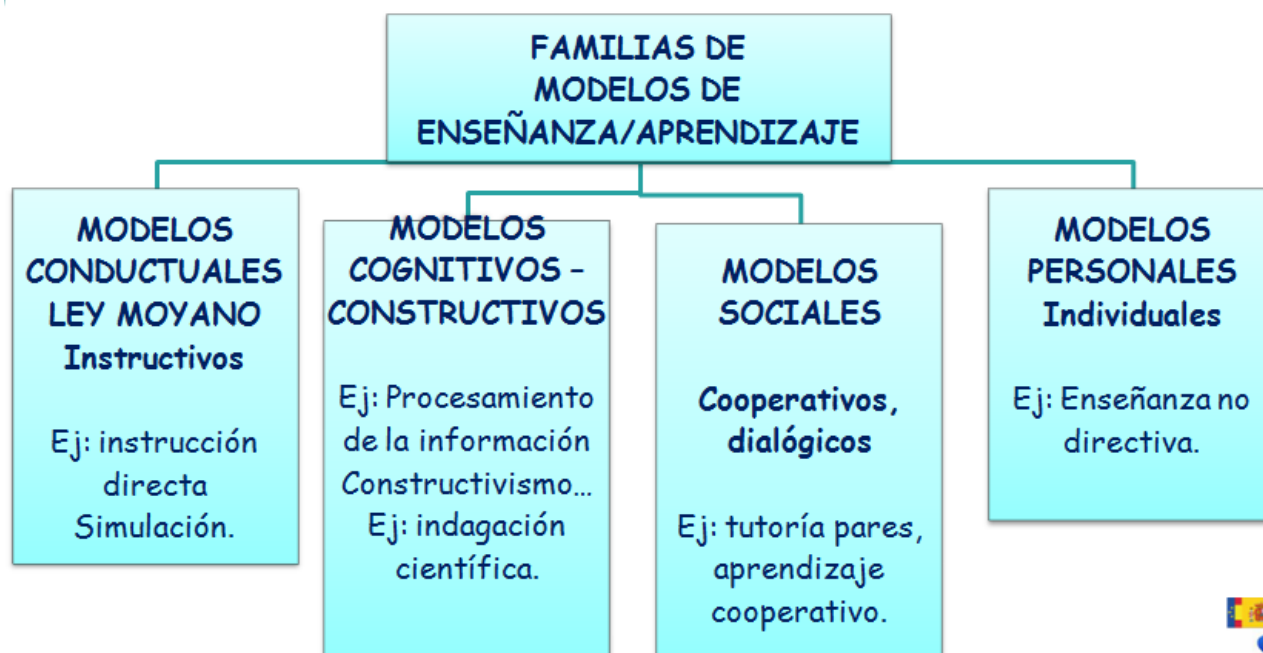 FAMILIAS DE
MODELOS DE
ENSEÑANZA/APRENDIZAJE
MODELOS
CONDUCTUALES
LEY MOYANO
Instructivos
Ej: instrucción
directa
Simulación.
MODELOS
COGNITIVOS -
CONSTRUCTIVOS
Ej: Procesamiento
de la información
Constructivismo...
Ej: indagación
científica.
MODELOS
SOCIALES
Cooperativos,
dialógicos
Ej: tutoría pares,
aprendizaje
cooperativo.
MODELOS
PERSONALES
Individuales
Ej: Enseñanza no
directiva.